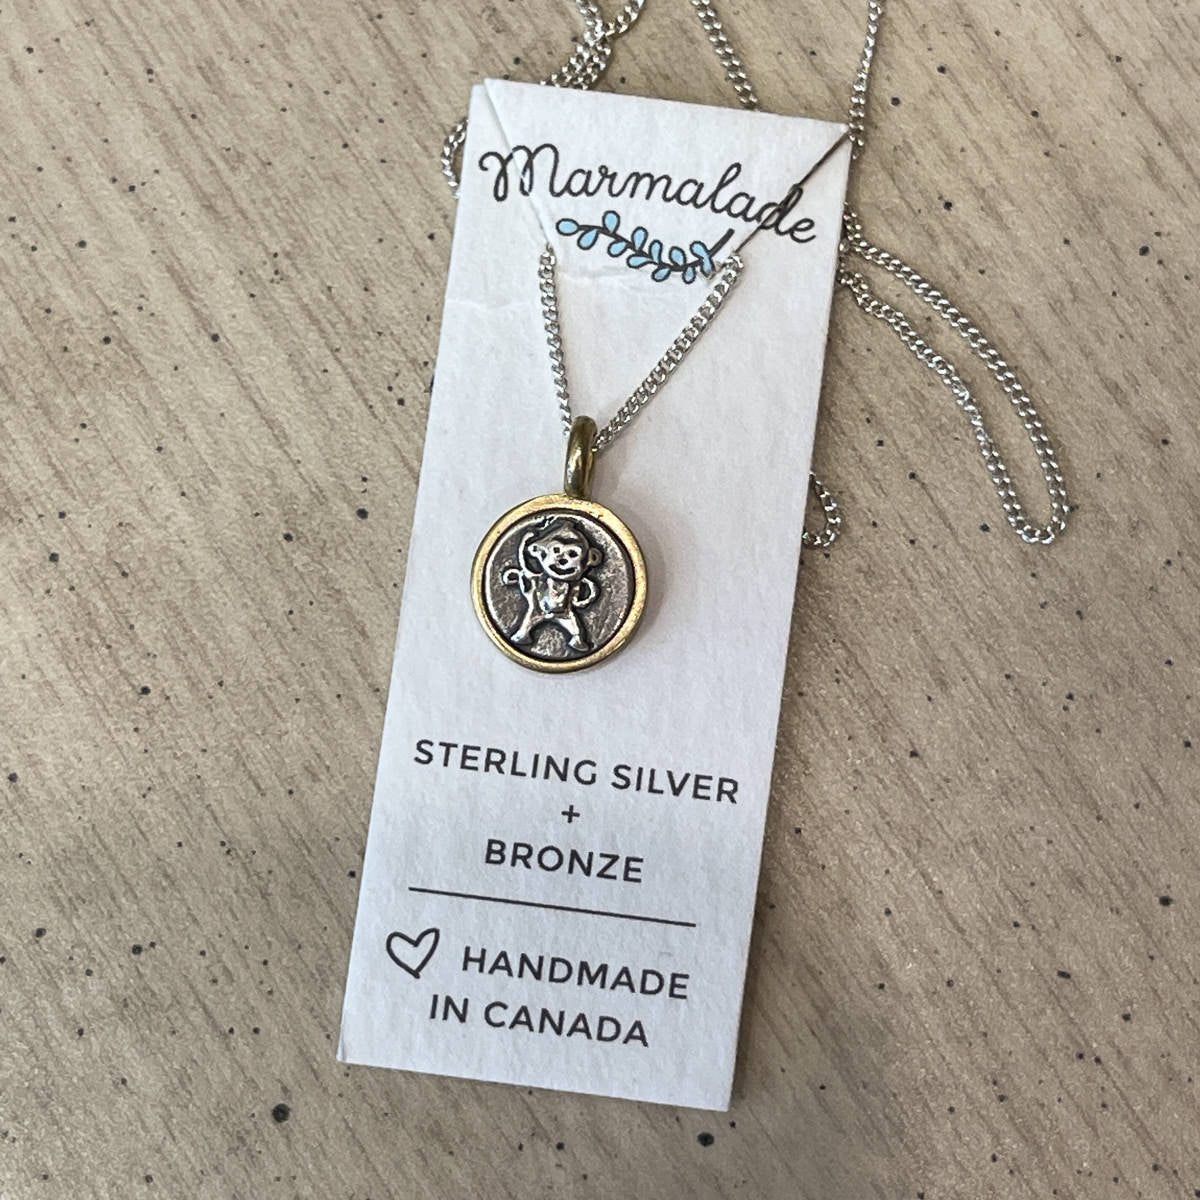 Marmalade
STERLING SILVER
+
BRONZE
HANDMADE
IN CANADA